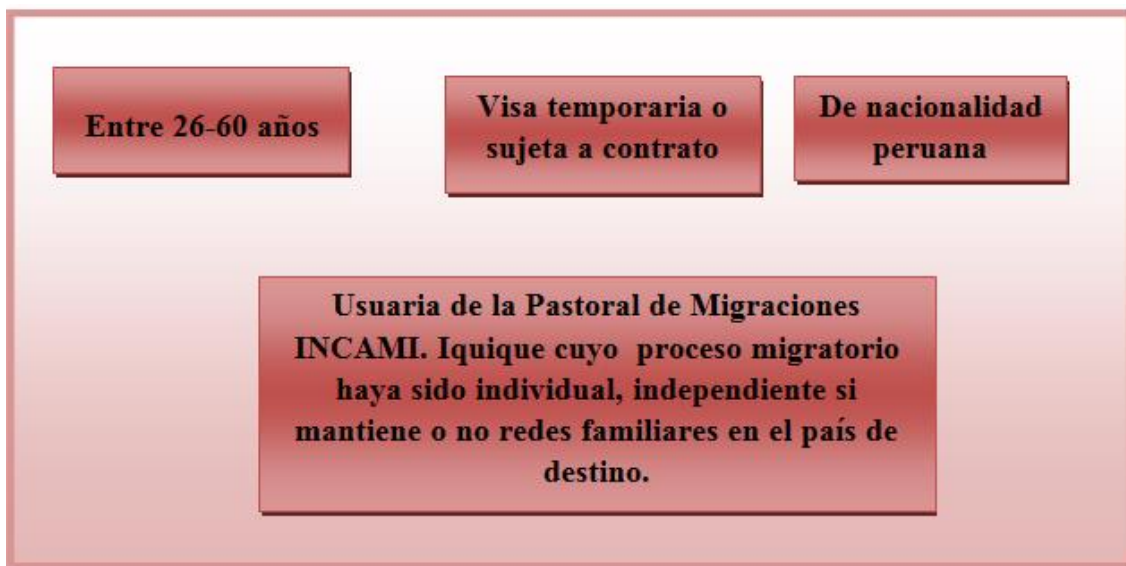 Entre 26-60 años
Visa temporaria o
sujeta a contrato
De nacionalidad
peruana
Usuaria de la Pastoral de Migraciones
INCAMI. Iquique cuyo proceso migratorio
haya sido individual, independiente si
mantiene o no redes familiares en el país de
destino.